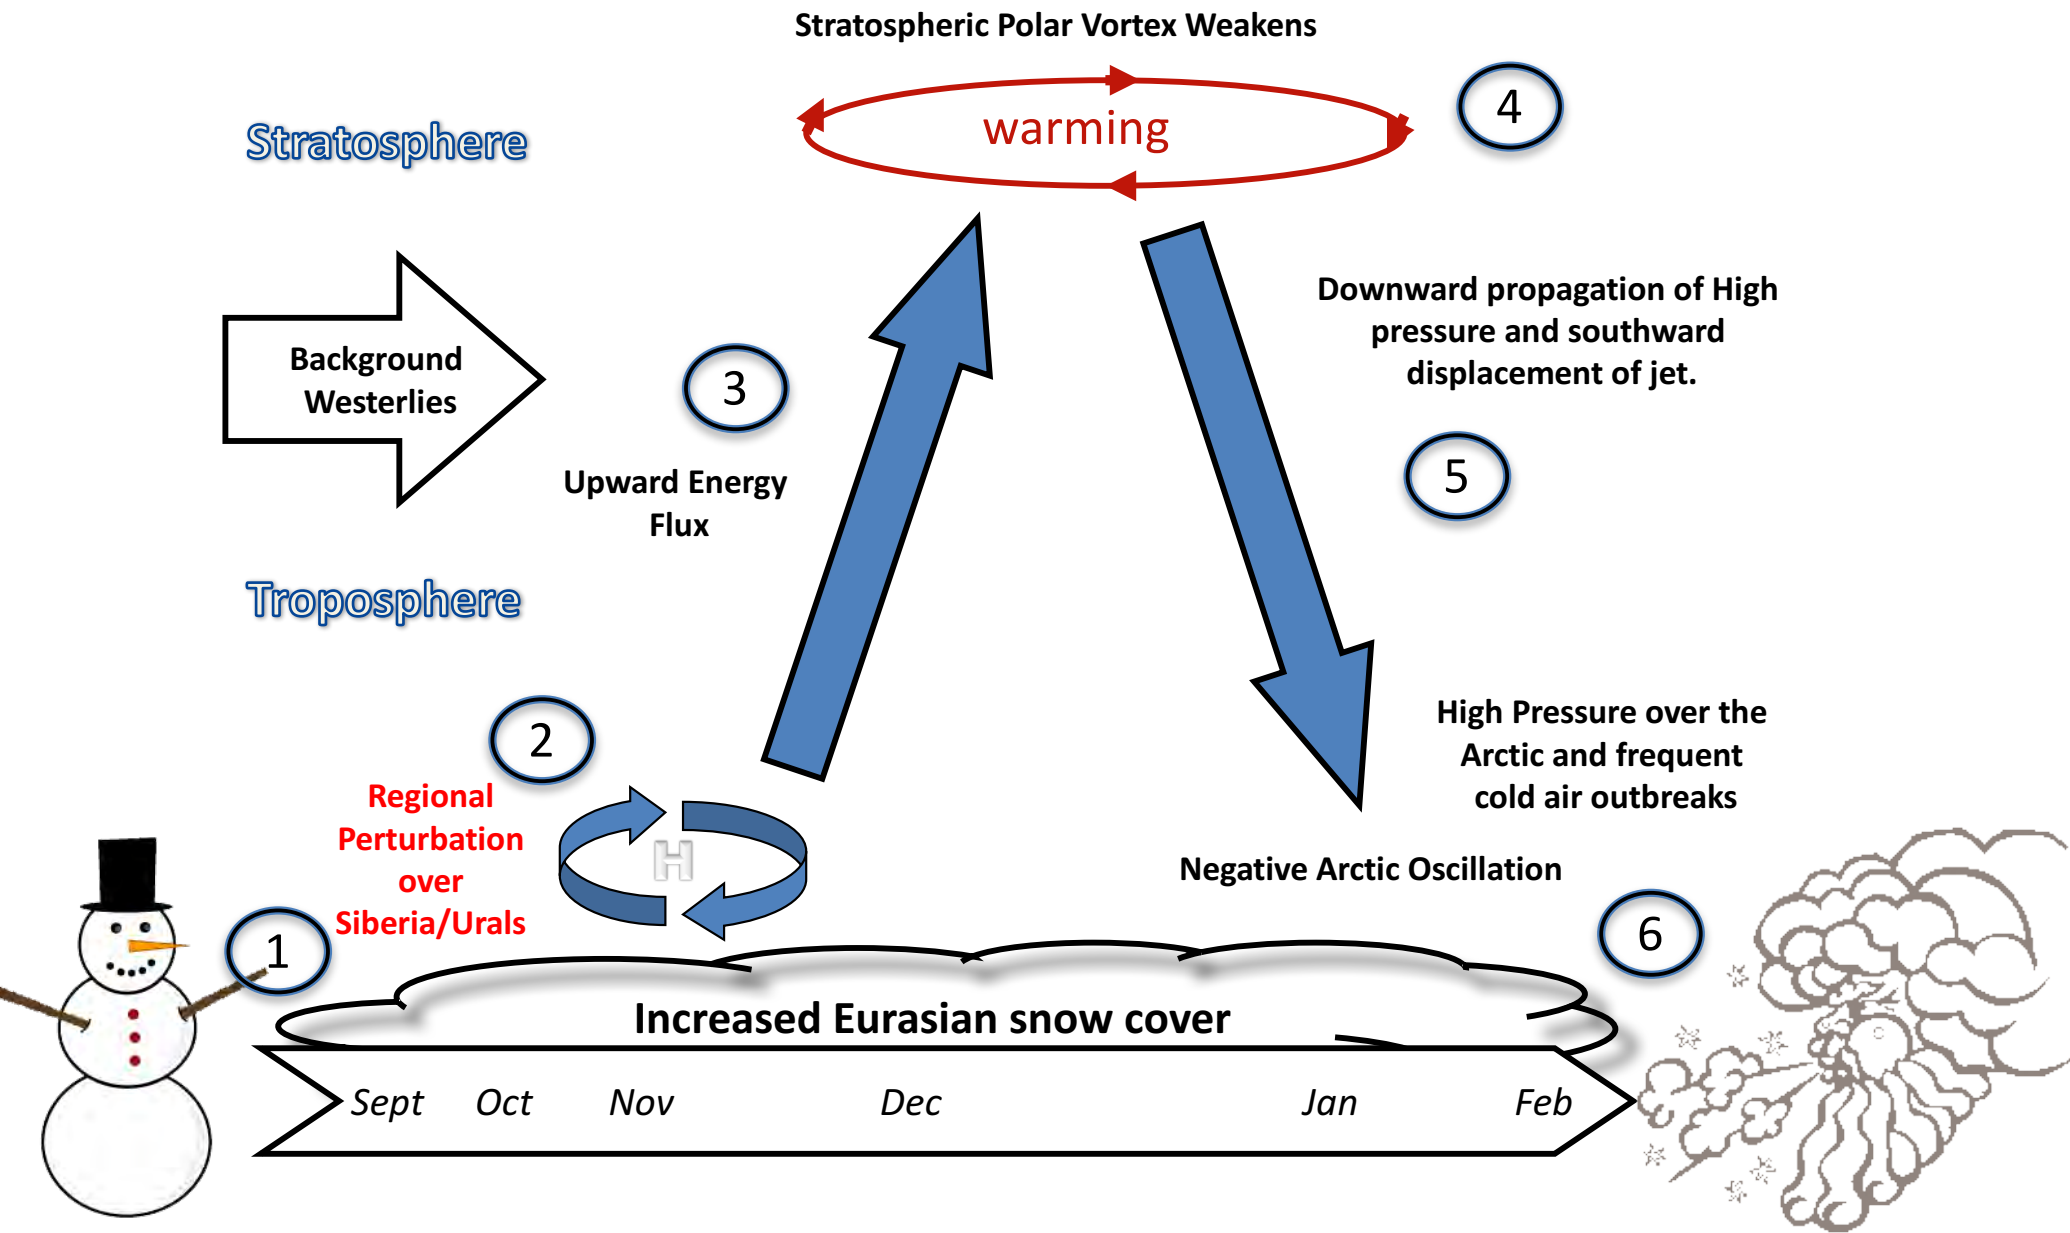 Stratospheric Polar Vortex Weakens
warming
4
Stratosphere
Background
Westerlies
3
Upward Energy
Flux
Downward propagation of High
pressure and southward
displacement of jet.
5
Troposphere
2
Regional
Perturbation
over
Siberia/Urals
H
High Pressure over the
Arctic and frequent
cold air outbreaks
Negative Arctic Oscillation
6
1
Increased Eurasian snow cover
Sept Oct Nov Dec Jan Feb